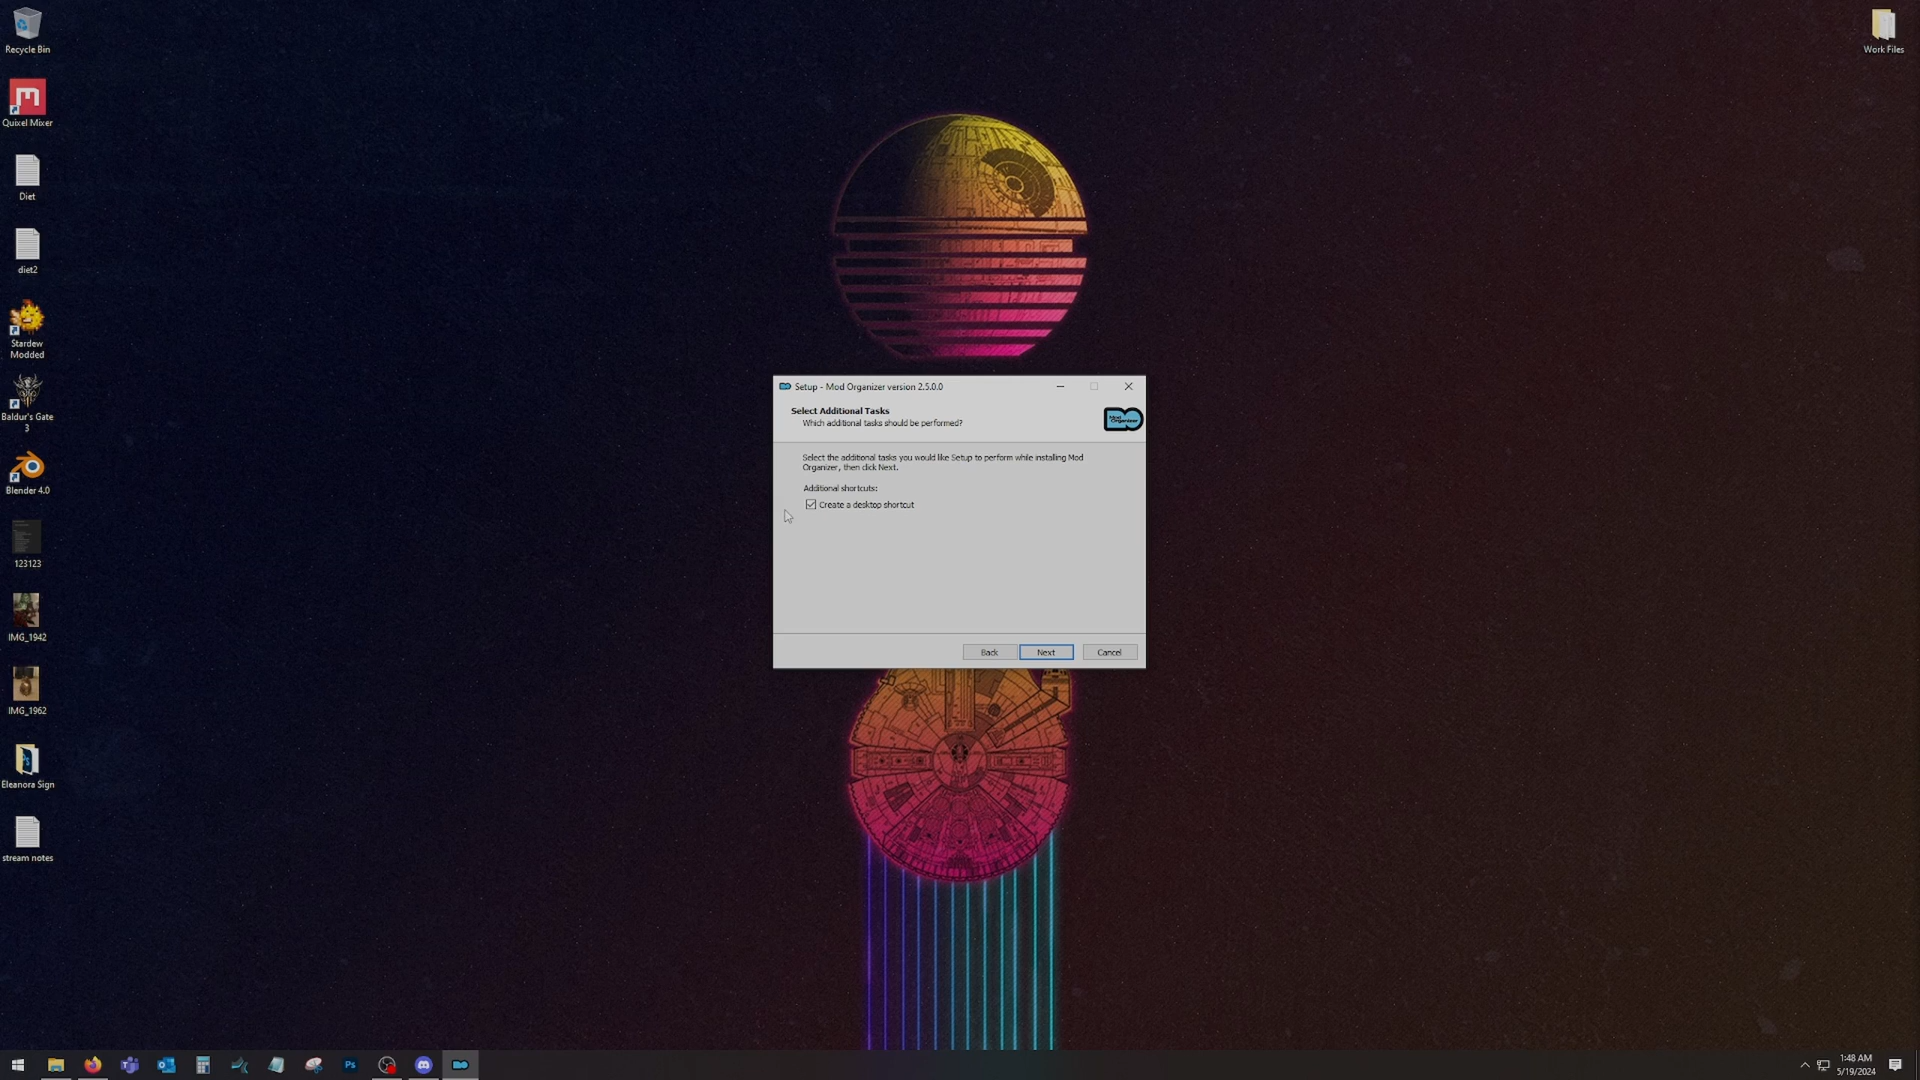 Recycle Bin
Work Files
Quixel Mixer
Diet
diet2
Stardew
Modded
Baldur's Gate
3
Blender 4.0
123123
IMG_1942
IMG_1962
Eleanora Sign
stream notes
Setup - Mod Organizer version 2.5.0.0
Select Additional Tasks
Which additional tasks should be performed?
Mod
Organizer
Select the additional tasks you would like Setup to perform while installing Mod
Organizer, then click Next.
Additional shortcuts:
Create a desktop shortcut
Back
Next
Cancel
Ps
1:48 AM
5/19/2024